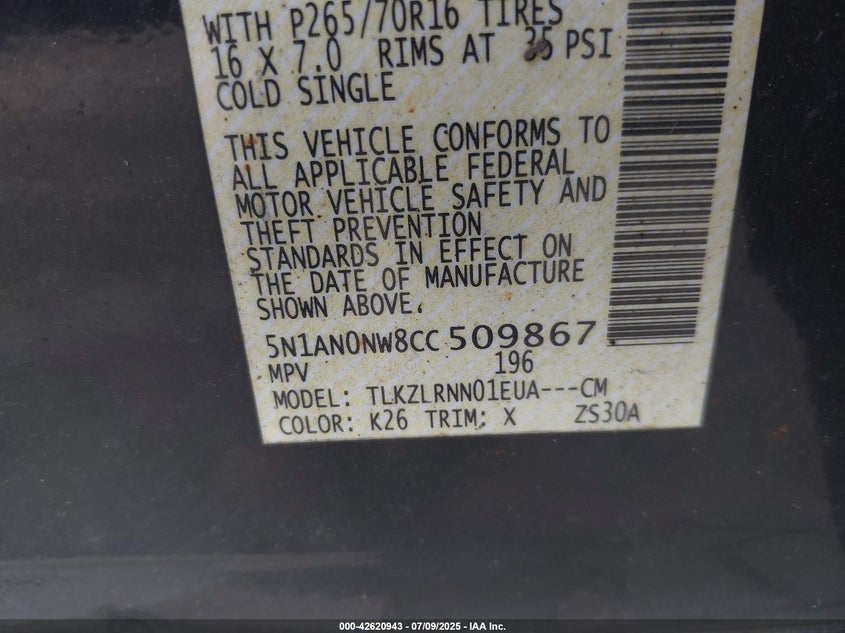 WITH P265/70R16 TIRES
16 X 7.0 RIMS AT 35 PSI
COLD SINGLE
THIS VEHICLE CONFORMS TO
ALL APPLICABLE FEDERAL
MOTOR VEHICLE SAFETY AND
THEFT PREVENTION
STANDARDS IN EFFECT ON
THE DATE OF MANUFACTURE
SHOWN ABOVE.
5N1AN0NW8CC 509867
MPV 196
MODEL: TLKZLRNN01EUA---CM
COLOR: K26 TRIM: X ZS30A
000-42620943 / 07/09/2025 - IAA Inc.